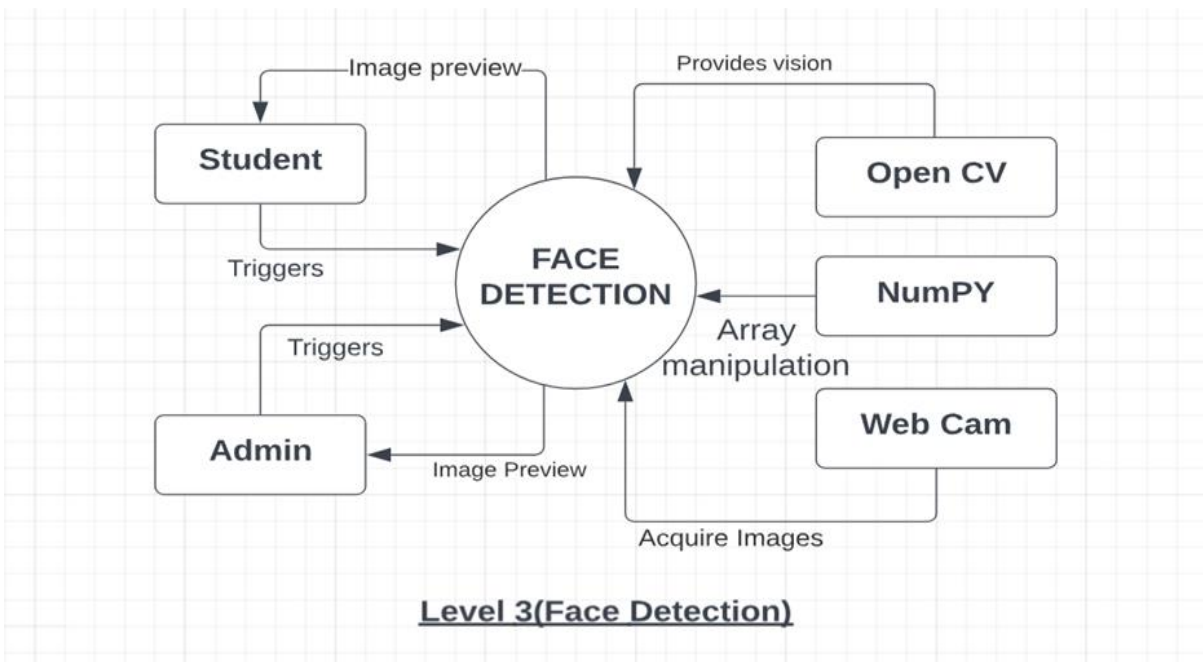 Image preview
Provides vision
Student
Open CV
Triggers
FACE
DETECTION
NumPY
Triggers
Array
manipulation
Admin
Web Cam
Image Preview
Acquire Images
Level 3(Face Detection)